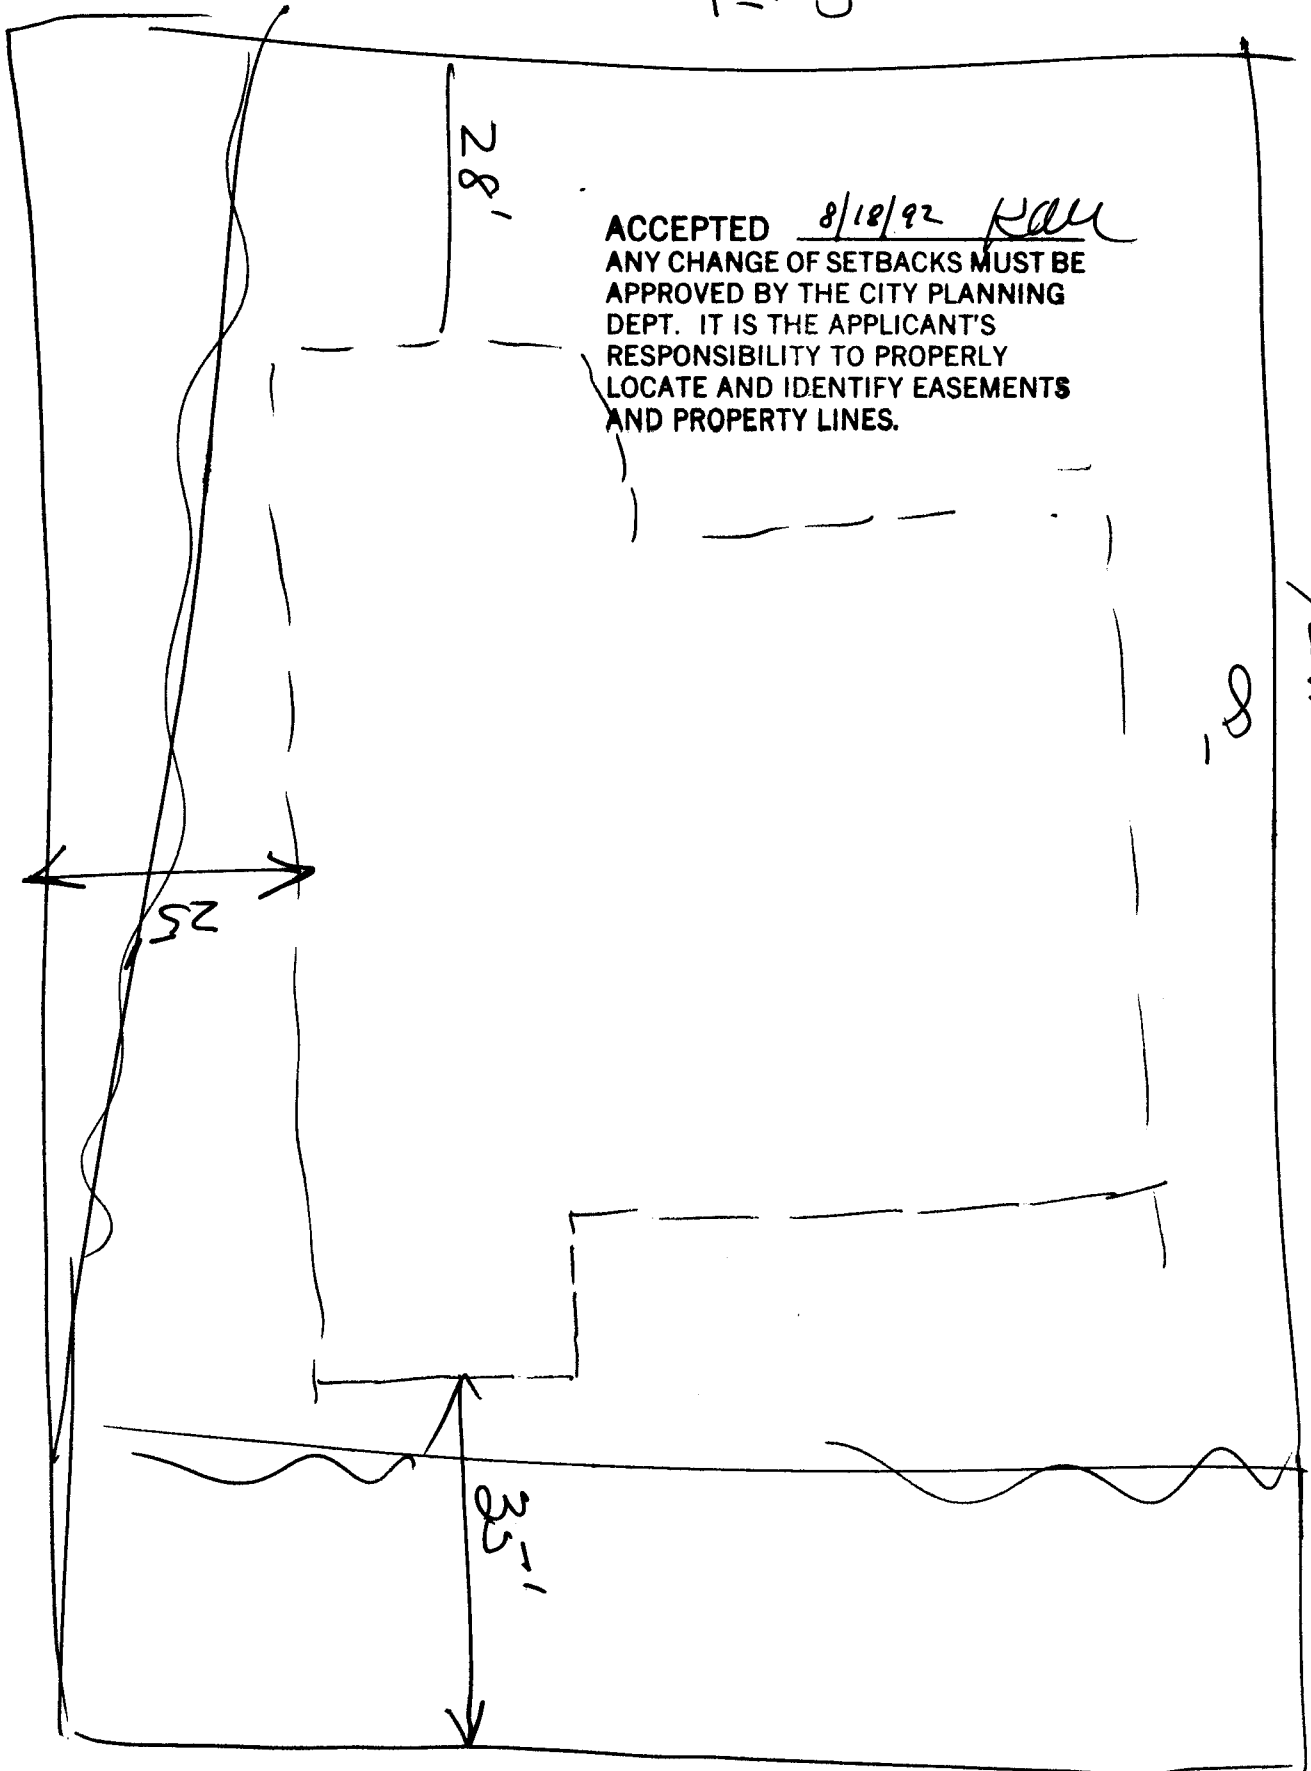 28'
ACCEPTED 8/18/92
ANY CHANGE OF SETBACKS MUST BE
APPROVED BY THE CITY PLANNING
DEPT. IT IS THE APPLICANT'S
RESPONSIBILITY TO PROPERLY
LOCATE AND IDENTIFY EASEMENTS
AND PROPERTY LINES.
8'
25
35'